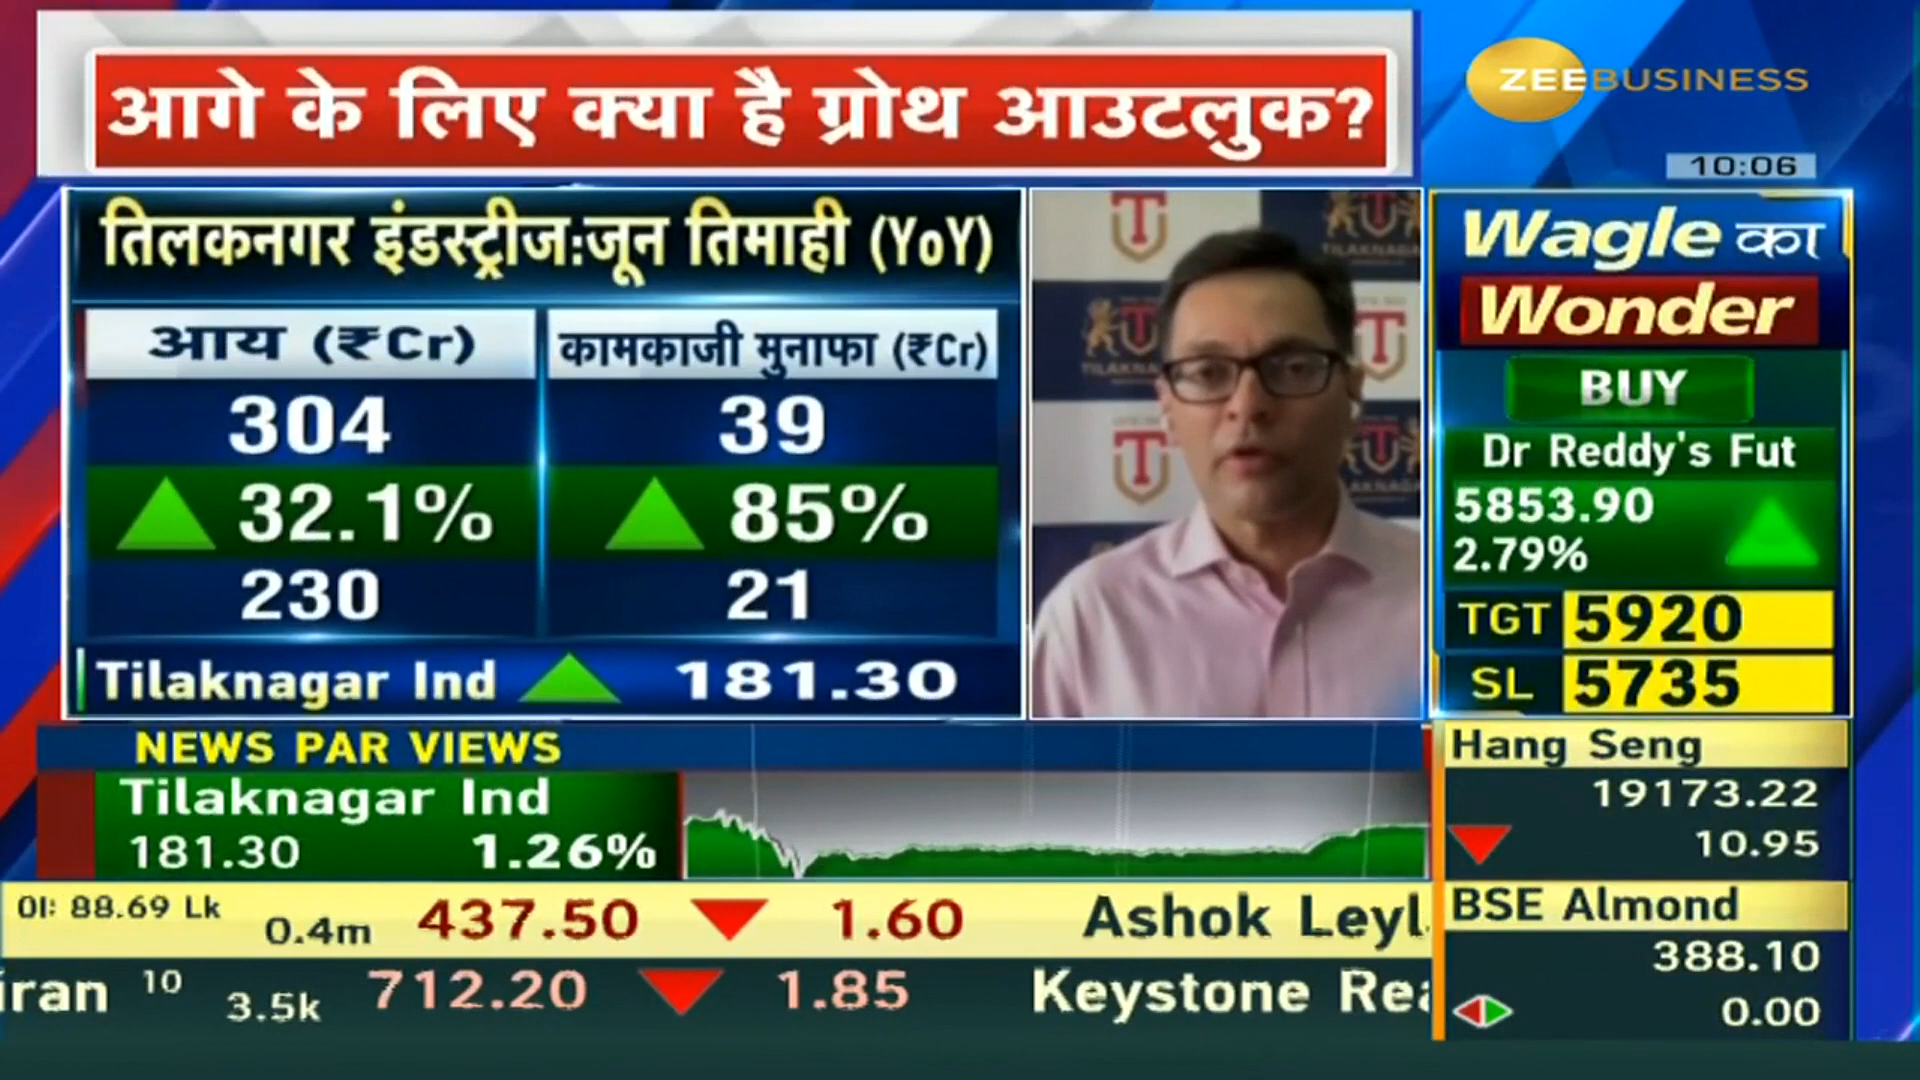 आगे के लिए क्या है ग्रोथ आउटलुक?
ZEEBUSINESS
10:06
तिलकनगर इंडस्ट्रीज:जून तिमाही (YoY)
आय (₹Cr)
कामकाजी मुनाफा (₹Cr)
304
39
32.1%
85%
230
21
Tilaknagar Ind 181.30
TILAKNAGA
TILAKNA
TILAKNAGA
Wagle का
Wonder
BUY
Dr Reddy's Fut
5853.90
2.79%
TGT 5920
SL 5735
NEWS PAR VIEWS
Tilaknagar Ind
181.30 1.26%
Hang Seng
19173.22
10.95
BSE Almond
388.10
0.00
OI: 88.69 Lk 0.4m 437.50 1.60 Ashok Leyl
iran 10 3.5k 712.20 1.85 Keystone Rea